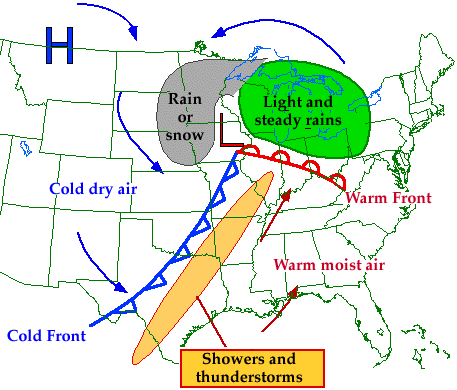 H
Rain
or
snow
Light and
steady rains
L
Cold dry air
Warm Front
Warm moist air
Cold Front
Showers and
thunderstorms